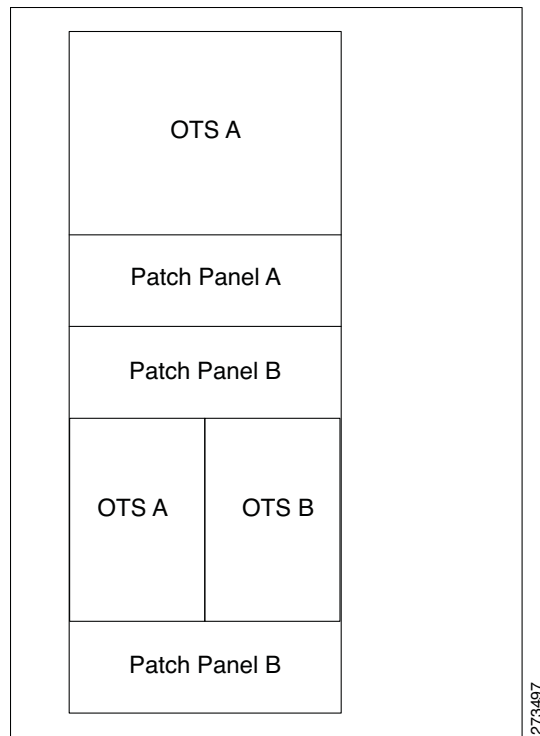 OTS A
Patch Panel A
Patch Panel B
OTS A
OTS B
Patch Panel B
273497